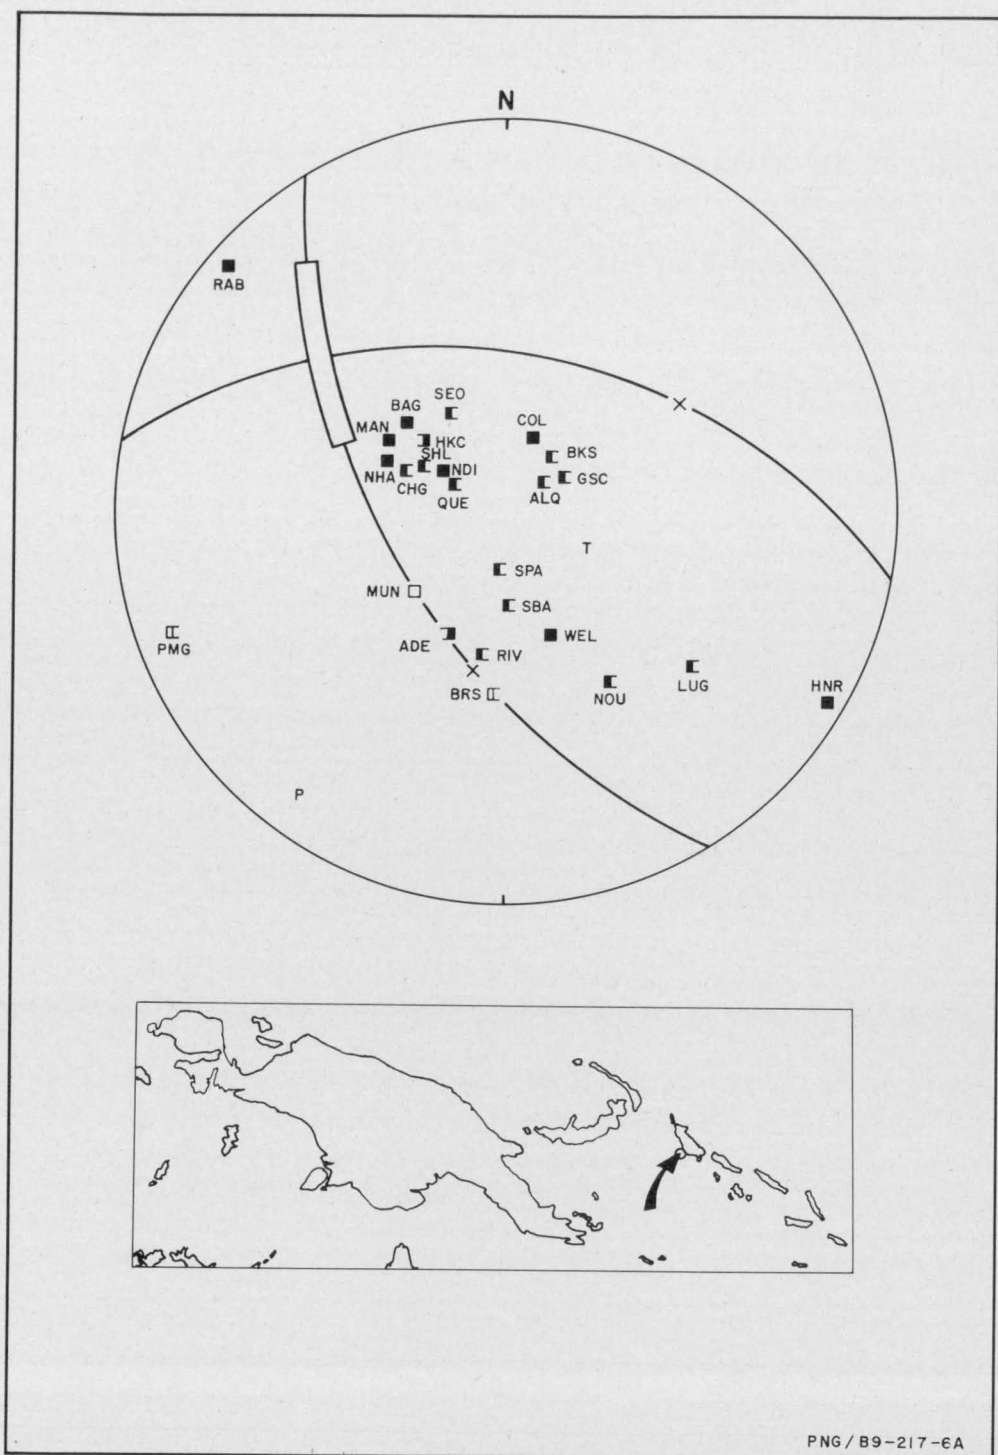 N
RAB
SEO
BAG
COL
MAN
HKC
BKS
SHL
NHA
NDI
GSC
CHG
QUE
ALQ
T
SPA
MUN
SBA
ADE
WEL
PMG
RIV
BRS
NOU
LUG
HNR
P
PNG/B9-217-6A